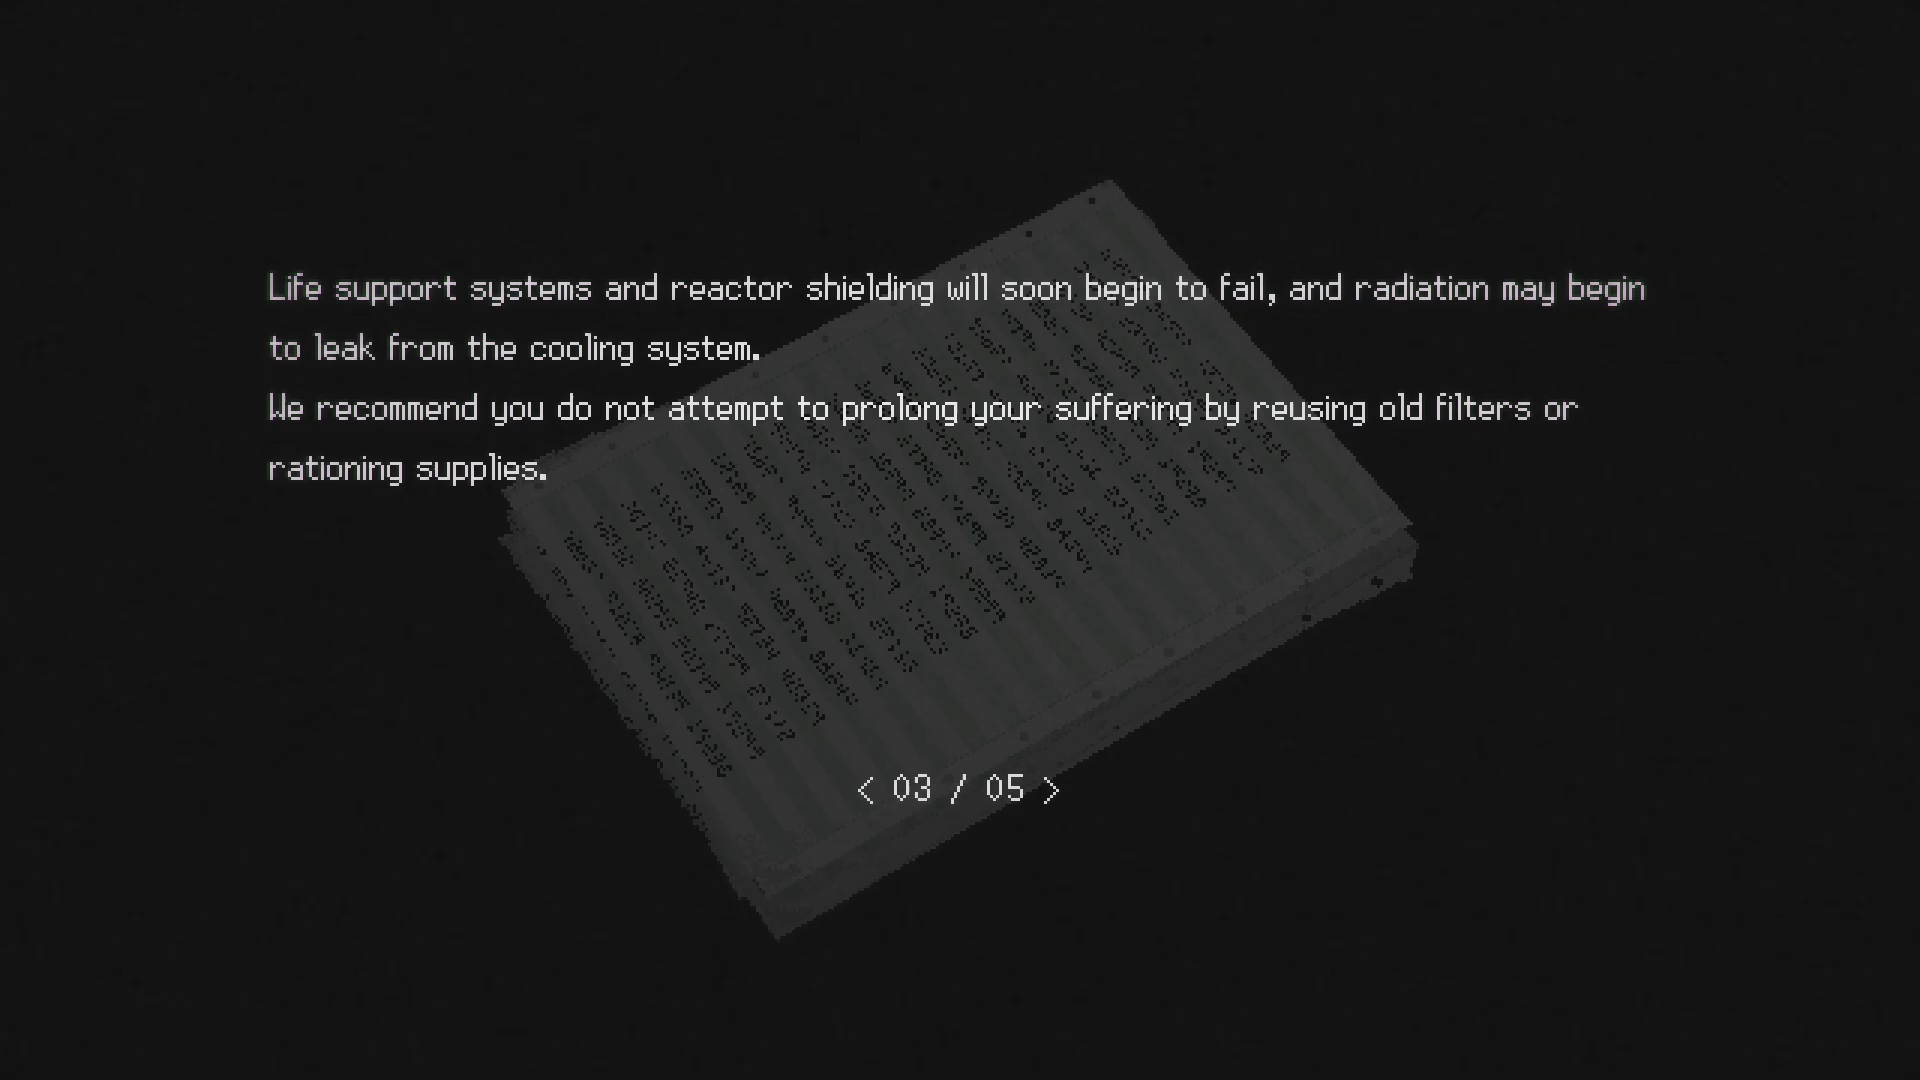 Life support systems and reactor shielding will soon begin to fail, and radiation may begin
to leak from the cooling system.
We recommend you do not attempt to prolong your suffering by reusing old filters or
rationing supplies.
< 03 / 05 >